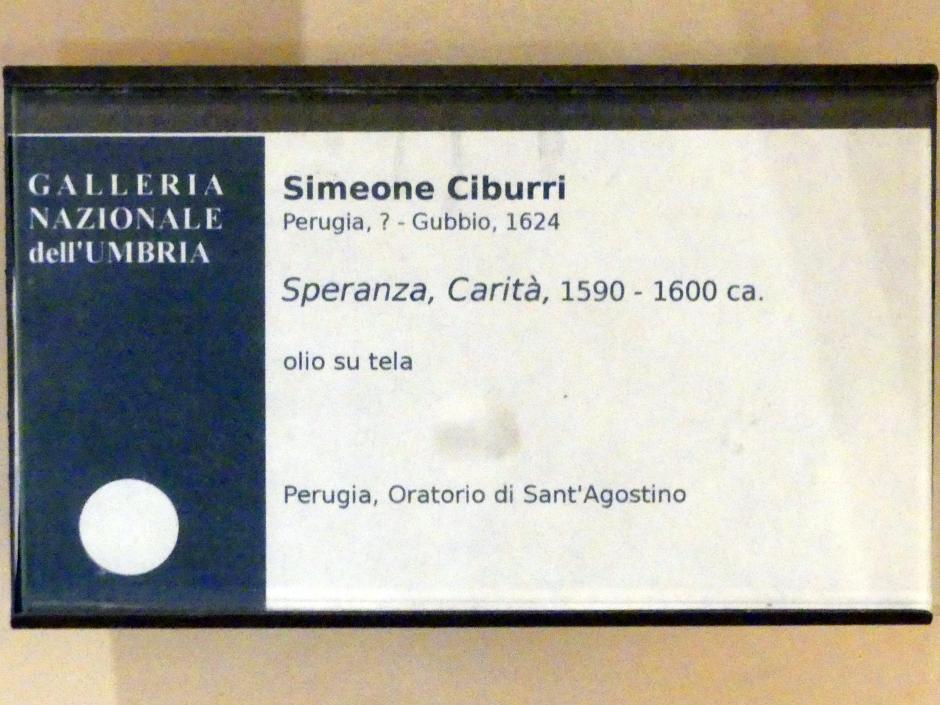 GALLERIA
NAZIONALE
dell'UMBRIA
Simeone Ciburri
Perugia, ? - Gubbio, 1624
Speranza, Carità, 1590 - 1600 ca.
olio su tela
Perugia, Oratorio di Sant'Agostino